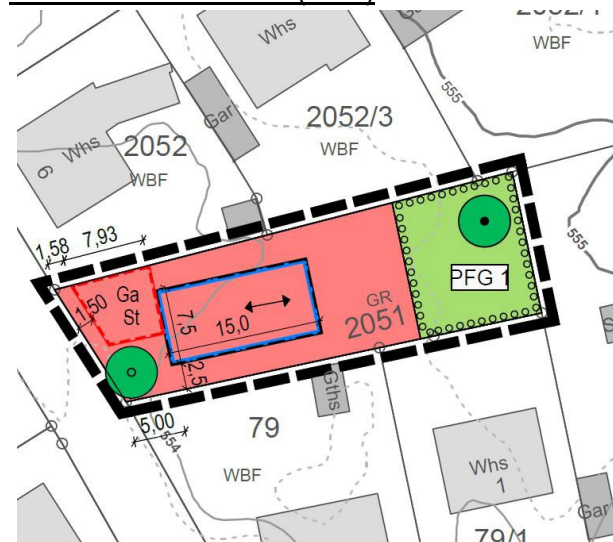 Whs
Ga
2052/1
WBF
555
Gar
2052/3
WBF
Whs
6
2052
WBF
1,58
7,93
555
1,50
Ga
St
7,5
15,0
GR
2051
PFG 1
2,5
5,00
554
Gths
79
WBF
Whs
1
Gar
79/1